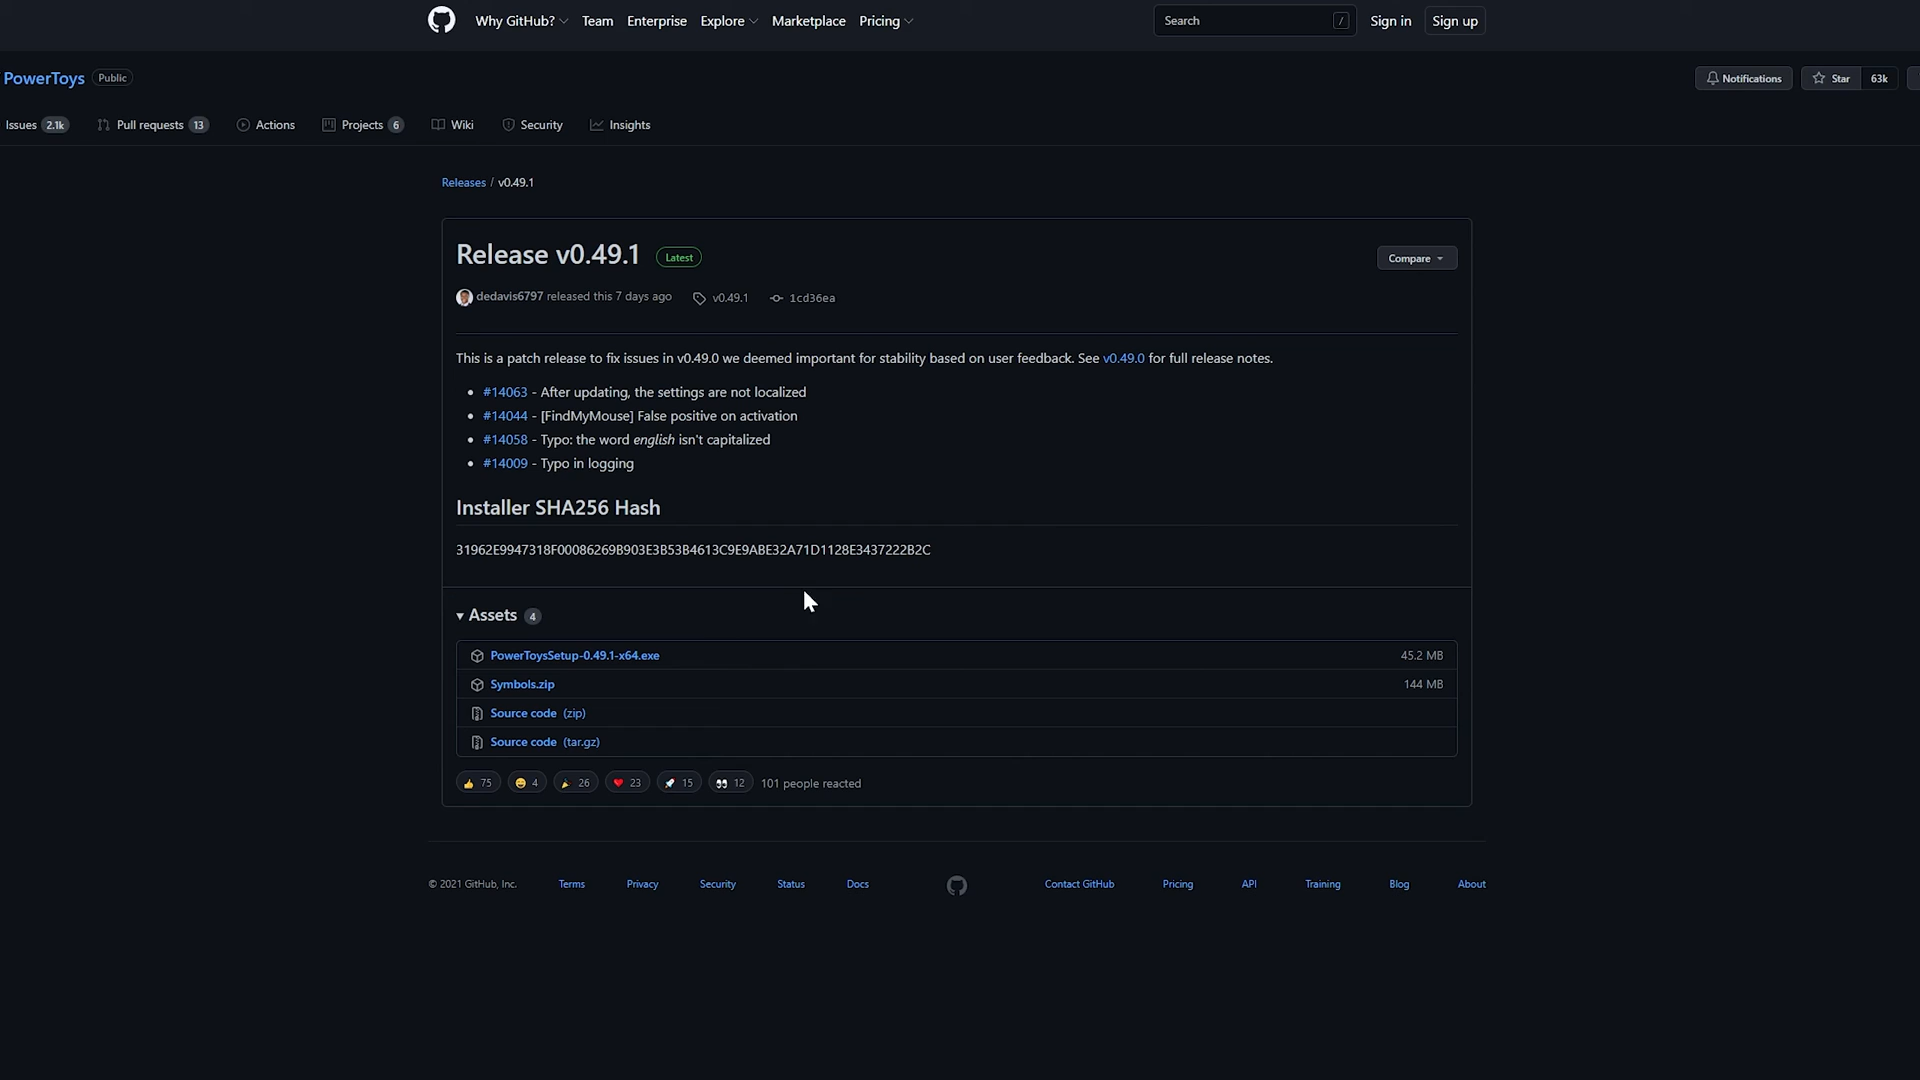 Why GitHub? Team Enterprise Explore Marketplace Pricing Search / Sign in Sign up
PowerToys Public Notifications Star 63k
Issues 2.1k Pull requests 13 Actions Projects 6 Wiki Security Insights
Releases / v0.49.1
Release v0.49.1 Latest Compare
dedavis6797 released this 7 days ago v0.49.1 1cd36ea
This is a patch release to fix issues in v0.49.0 we deemed important for stability based on user feedback. See v0.49.0 for full release notes.
• #14063 - After updating, the settings are not localized
• #14044 - [FindMyMouse] False positive on activation
• #14058 - Typo: the word english isn't capitalized
• #14009 - Typo in logging
Installer SHA256 Hash
31962E9947318F00086269B903E3B53B4613C9E9ABE32A71D1128E3437222B2C
Assets 4
PowerToysSetup-0.49.1-x64.exe 45.2 MB
Symbols.zip 144 MB
Source code (zip)
Source code (tar.gz)
75 4 26 23 15 12 101 people reacted
© 2021 GitHub, Inc. Terms Privacy Security Status Docs Contact GitHub Pricing API Training Blog About